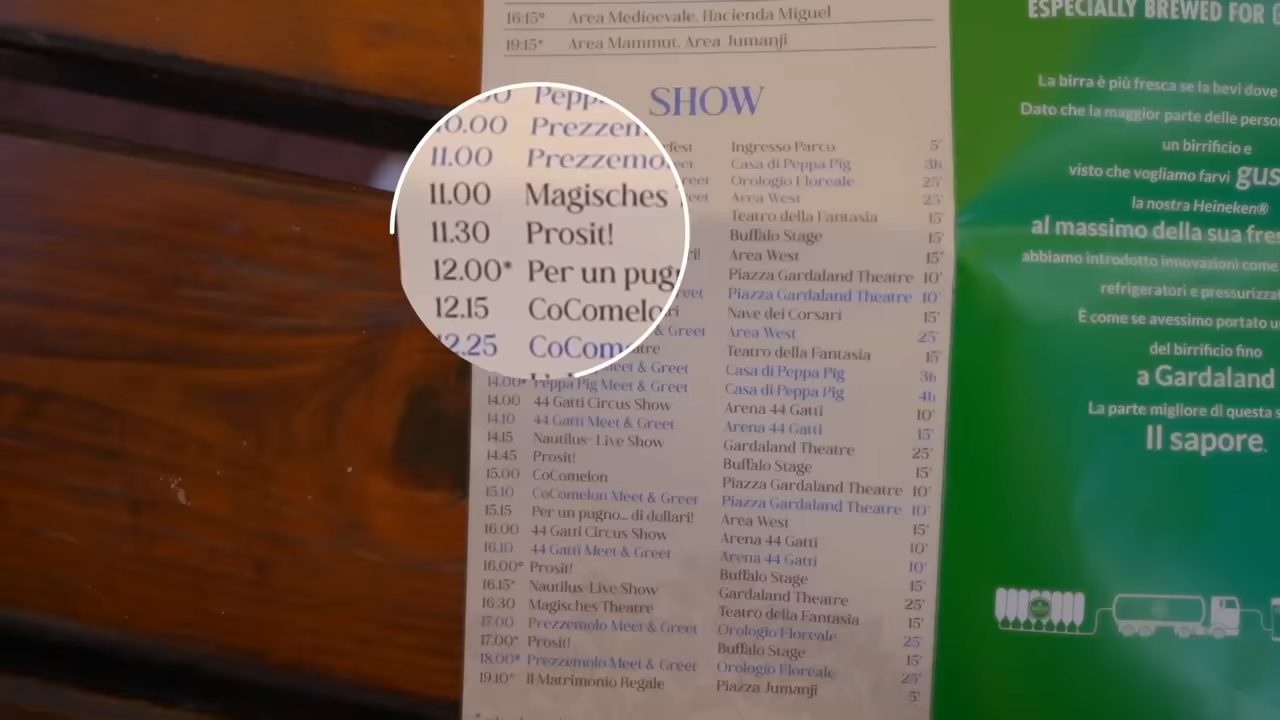 16.15* Area Medioevale, Hacienda Miguel
19.15* Area Mammut, Area Jumanji
SHOW
Ingresso Parco 5'
Casa di Peppa Pig 3h
10.00 Orologio Floreale 25'
11.00 Area West 25'
11.00 Magisches Teatro della Fantasia 15'
11.30 Prosit! Buffalo Stage 15'
12.00* Per un Area West 15'
12.15 Piazza Gardaland Theatre 10'
12.25 Piazza Gardaland Theatre 10'
Nave dei Corsari 15'
& Greet Area West 25'
Teatro della Fantasia 15'
Meet & Greet Casa di Peppa Pig 3h
14.00* Peppa Pig Meet & Greet Casa di Peppa Pig 4h
14.00 44 Gatti Circus Show Arena 44 Gatti 10'
14.10 44 Gatti Meet & Greet Arena 44 Gatti 15'
14.15 Nautilus- Live Show Gardaland Theatre 25'
14.45 Prosit! Buffalo Stage 15'
15.00 CoComelon Piazza Gardaland Theatre 10'
15.10 CoComelon Meet & Greet Piazza Gardaland Theatre 10'
15.15 Per un pugno... di dollari! Area West 15'
16.00 44 Gatti Circus Show Arena 44 Gatti 10'
16.10 44 Gatti Meet & Greet Arena 44 Gatti 10'
16.00* Prosit! Buffalo Stage 15'
16.15* Nautilus-Live Show Gardaland Theatre 25'
16.30 Magisches Theatre Teatro della Fantasia 15'
17.00 Prezzemolo Meet & Greet Orologio Floreale 25'
17.00* Prosit! Buffalo Stage 15'
18.00* Prezzemolo Meet & Greet Orologio Floreale 25'
19.10* Il Matrimonio Regale Piazza Jumanji 5'
ESPECIALLY BREWED FOR
La birra è più fresca se la bevi dove
Dato che la maggior parte delle
un birrificio e
visto che vogliamo farvi
la nostra Heineken®
al massimo della sua
abbiamo introdotto innovazioni come
refrigeratori e
È come se avessimo portato
del birrificio fino
a Gardaland
La parte migliore di questa
Il sapore.